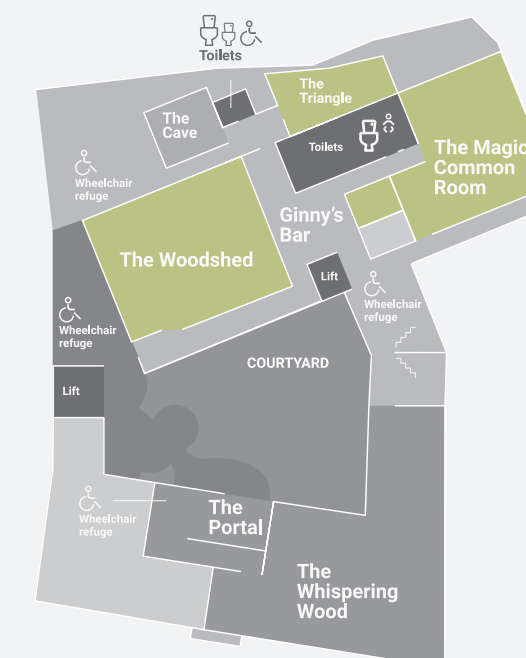 Toilets
The
Triangle
The
Cave
Toilets
The Magic
Common
Room
Wheelchair
refuge
Ginny's
Bar
The Woodshed
Lift
Wheelchair
refuge
Wheelchair
refuge
COURTYARD
Lift
The
Portal
Wheelchair
refuge
The
Whispering
Wood